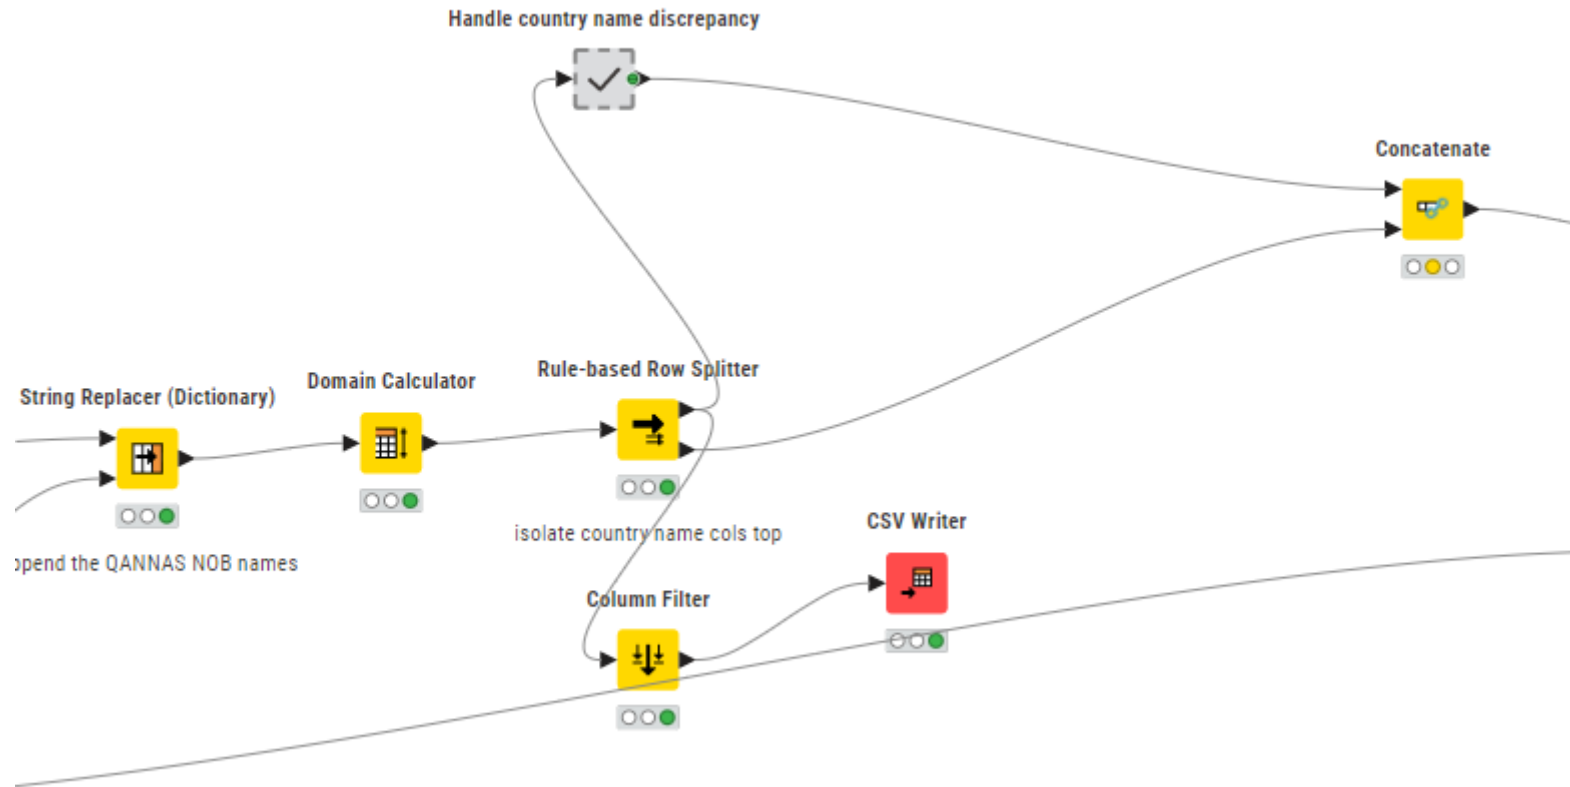 Handle country name discrepancy
Concatenate
Rule-based Row Splitter
Domain Calculator
String Replacer (Dictionary)
CSV Writer
isolate country name cols top
ppend the QANNAS NOB names
Column Filter